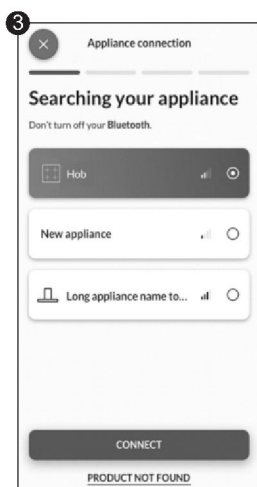 3
Appliance connection
Searching your appliance
Don't turn off your Bluetooth.
Hob
New appliance
Long appliance name to...
CONNECT
PRODUCT NOT FOUND